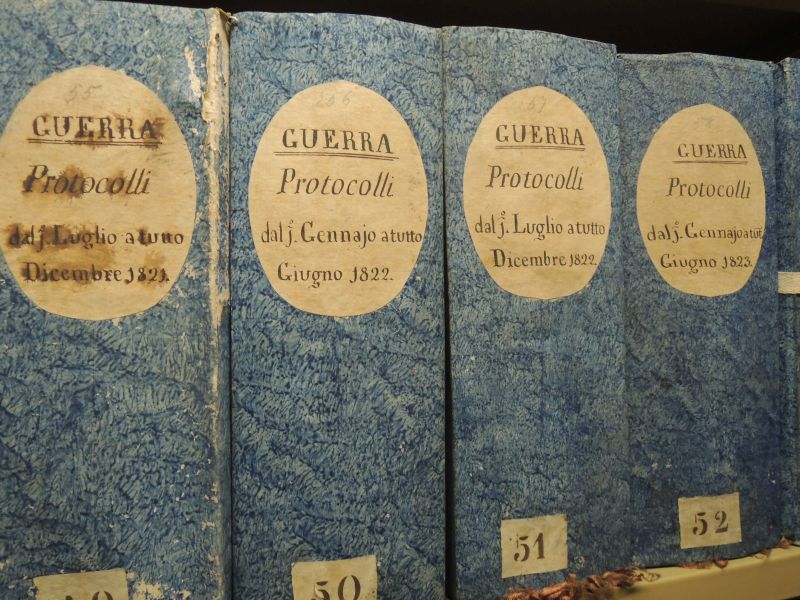 GUERRA
Protocolli
dal j.º Luglio a tutto
Dicembre 1821.
GUERRA
Protocolli
dal j.º Gennajo a tutto
Giugno 1822.
50
GUERRA
Protocolli
dal j.º Luglio a tutto
Dicembre 1822.
51
GUERRA
Protocolli
dal j.º Gennajo a tut
Giugno 1823.
52